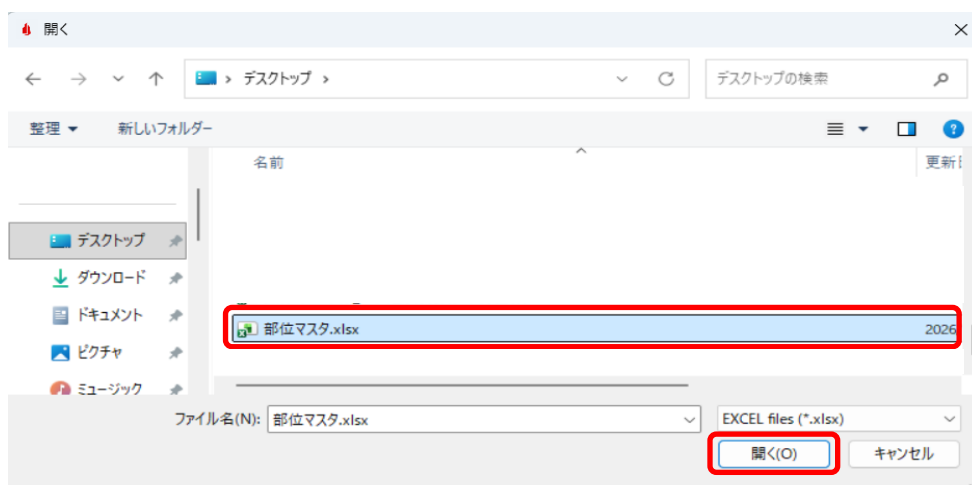 開く
デスクトップ
デスクトップの検索
整理
新しいフォルダー
名前
デスクトップ
ダウンロード
ドキュメント
ピクチャ
ミュージック
部位マスタ.xlsx 2026
ファイル名(N): 部位マスタ.xlsx
EXCEL files (*.xlsx)
開く(O) キャンセル